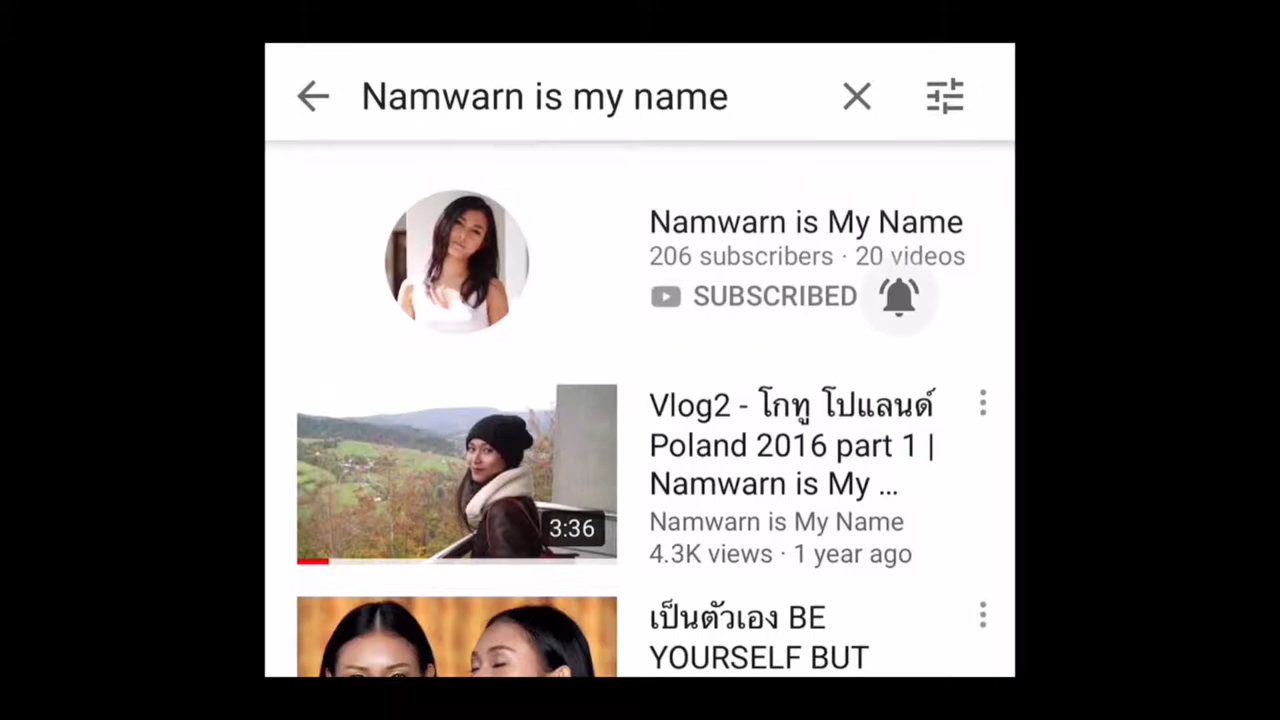 Namwarn is my name
Namwarn is My Name
206 subscribers · 20 videos
SUBSCRIBED
Vlog2 - โกทู โปแลนด์
Poland 2016 part 1 |
Namwarn is My ...
Namwarn is My Name
4.3K views · 1 year ago
3:36
เป็นตัวเอง BE
YOURSELF BUT